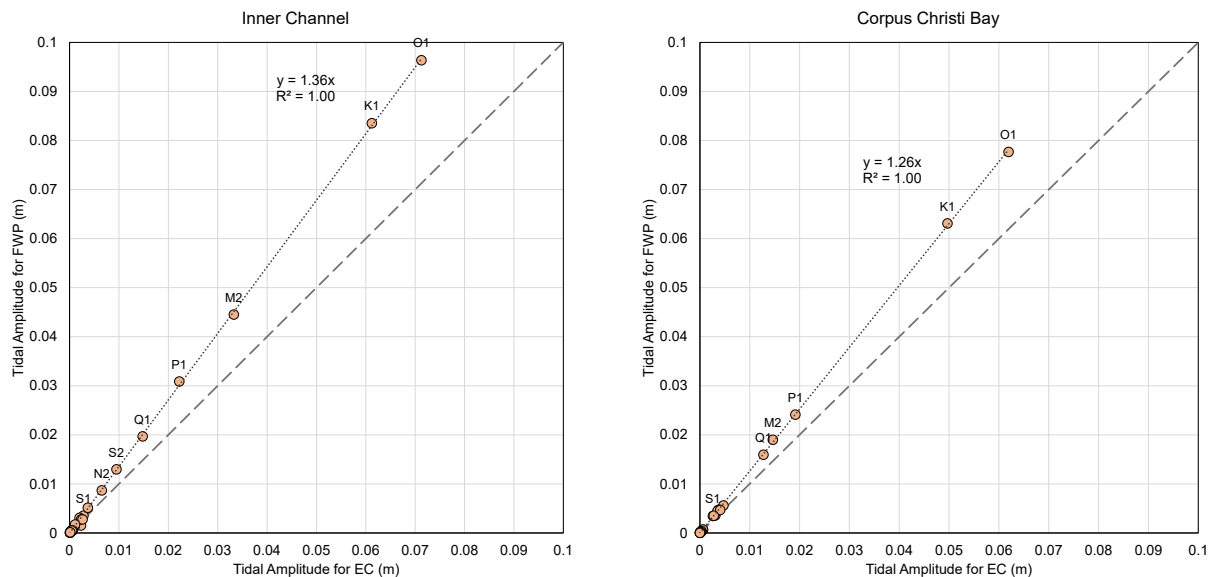 Inner Channel
0.1
0.09
0.08
0.07
0.06
0.05
0.04
0.03
0.02
0.01
0
Tidal Amplitude for FWP (m)
O1
y = 1.36x
R² = 1.00
K1
M2
P1
Q1
S2
N2
S1
0 0.01 0.02 0.03 0.04 0.05 0.06 0.07 0.08 0.09 0.1
Tidal Amplitude for EC (m)
Corpus Christi Bay
0.1
0.09
0.08
0.07
0.06
0.05
0.04
0.03
0.02
0.01
0
Tidal Amplitude for FWP (m)
O1
y = 1.26x
R² = 1.00
K1
P1
M2
Q1
S1
0 0.01 0.02 0.03 0.04 0.05 0.06 0.07 0.08 0.09 0.1
Tidal Amplitude for EC (m)